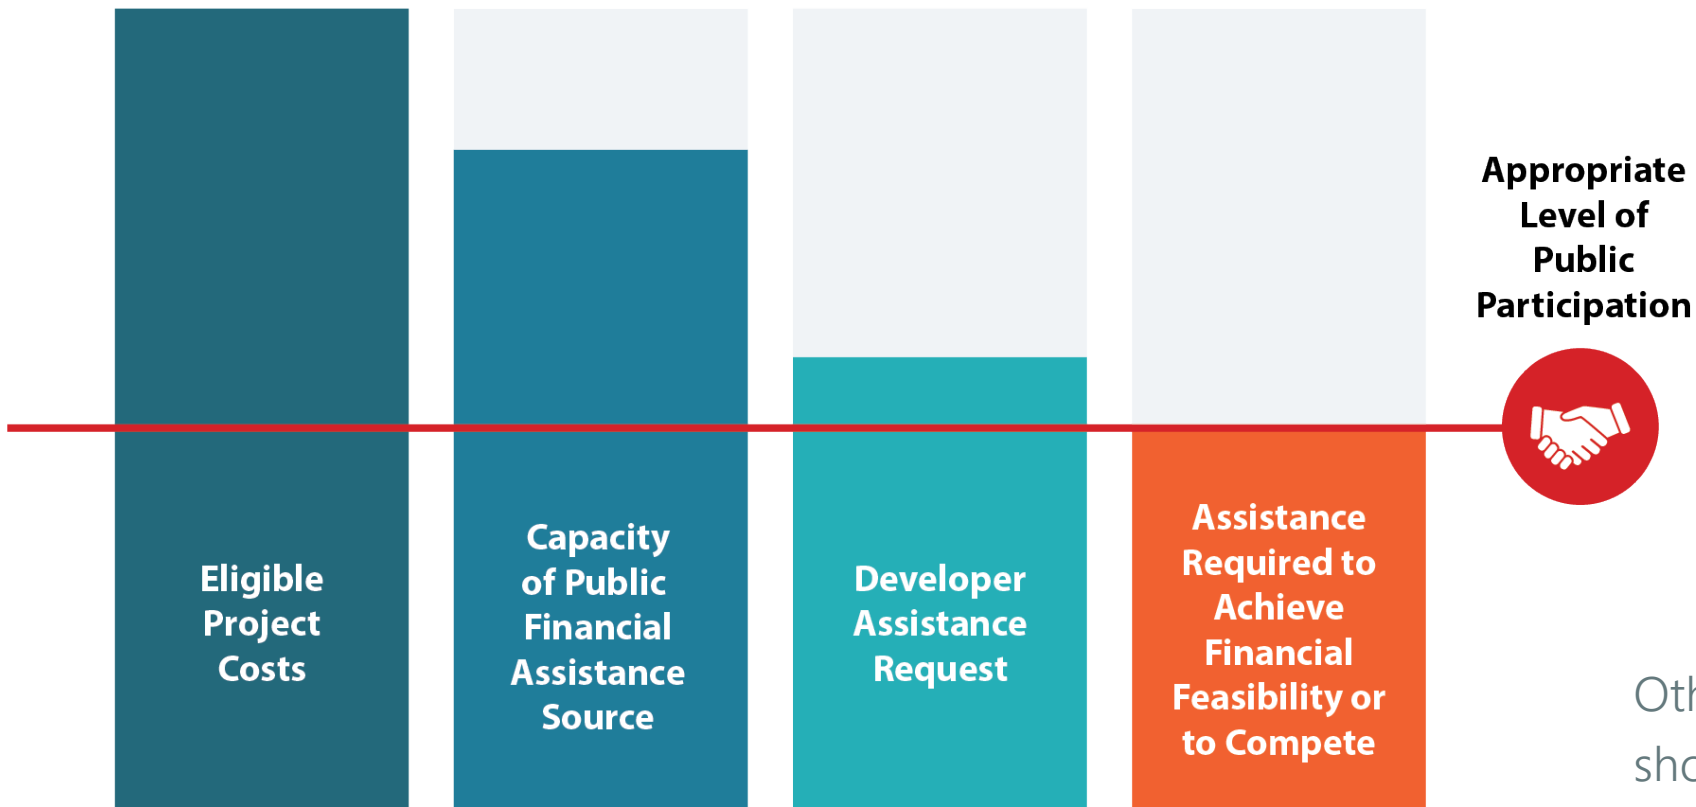 Eligible
Project
Costs
Capacity
of Public
Financial
Assistance
Source
Developer
Assistance
Request
Assistance
Required to
Achieve
Financial
Feasibility or
to Compete
Appropriate
Level of
Public
Participation